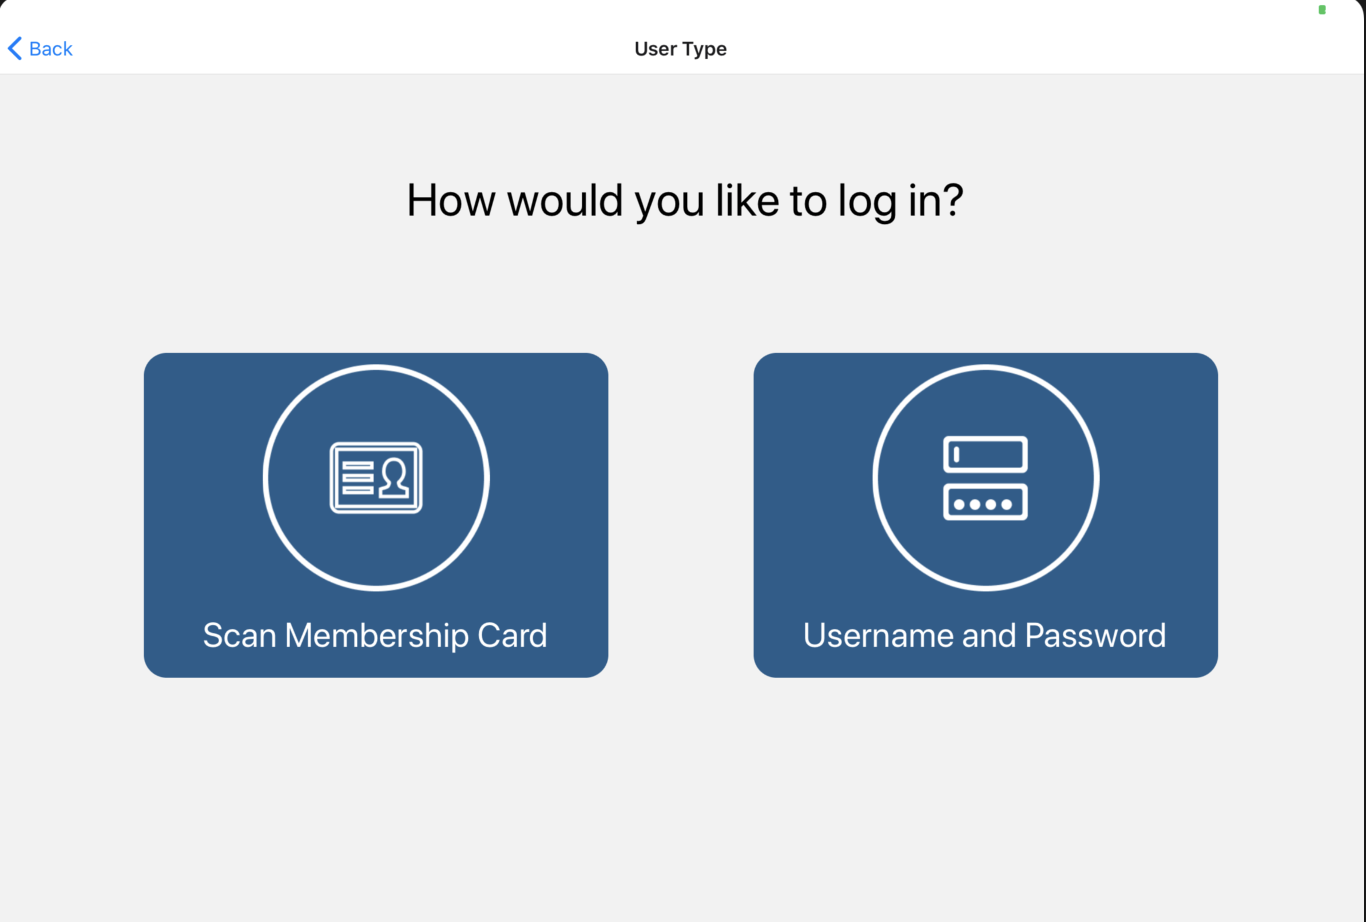 Back
User Type
How would you like to log in?
Scan Membership Card
Username and Password